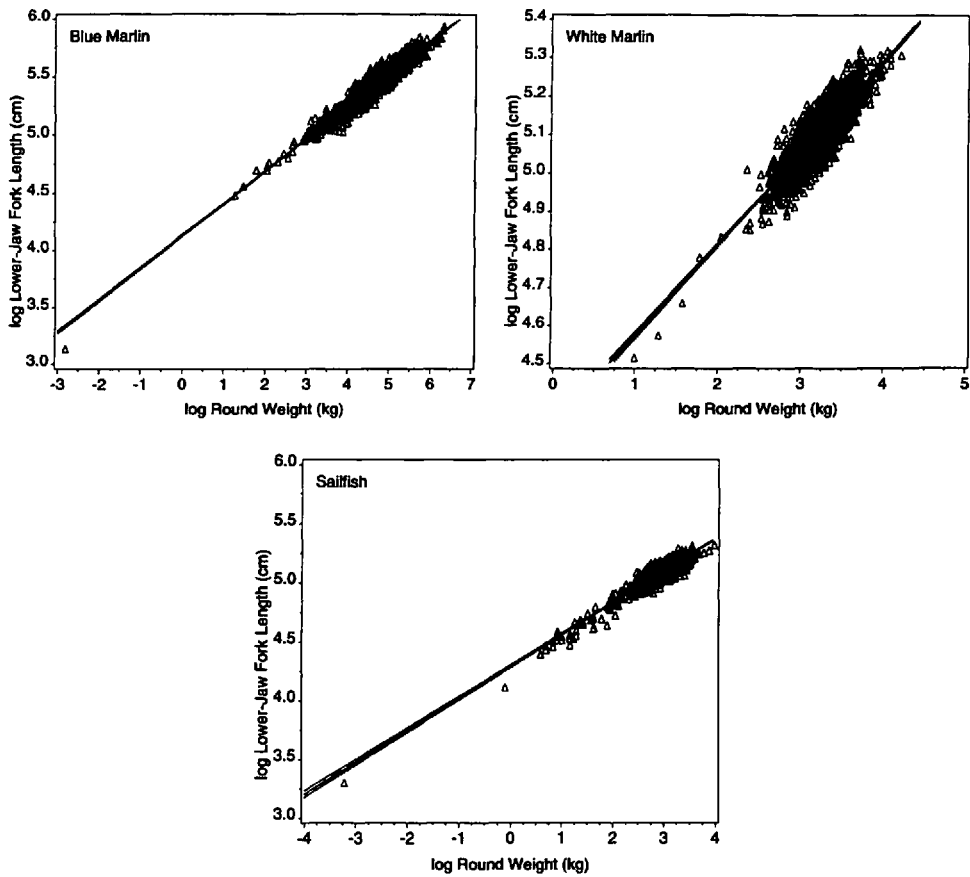 Blue Marlin
log Lower-Jaw Fork Length (cm)
6.0
5.5
5.0
4.5
4.0
3.5
3.0
-3 -2 -1 0 1 2 3 4 5 6 7
log Round Weight (kg)
White Marlin
log Lower-Jaw Fork Length (cm)
5.4
5.3
5.2
5.1
5.0
4.9
4.8
4.7
4.6
4.5
0 1 2 3 4 5
log Round Weight (kg)
Sailfish
log Lower-Jaw Fork Length (cm)
6.0
5.5
5.0
4.5
4.0
3.5
3.0
-4 -3 -2 -1 0 1 2 3 4
log Round Weight (kg)